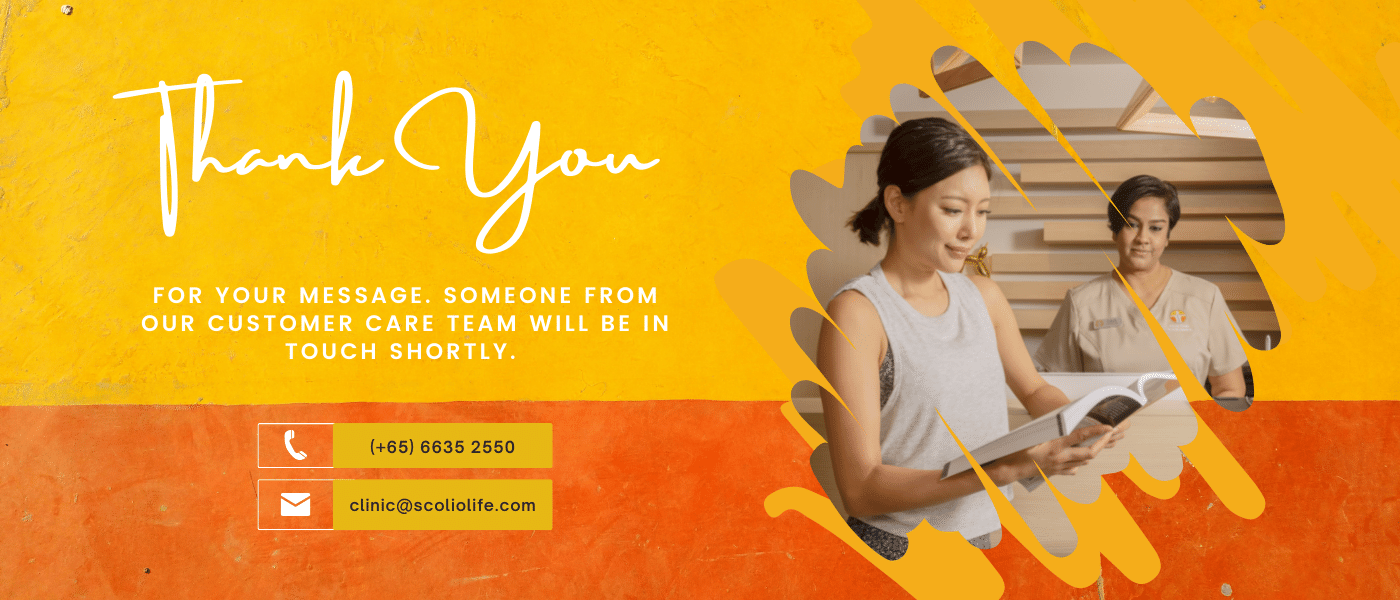 Thank You
FOR YOUR MESSAGE. SOMEONE FROM
OUR CUSTOMER CARE TEAM WILL BE IN
TOUCH SHORTLY.
(+65) 6635 2550
clinic@scoliolife.com